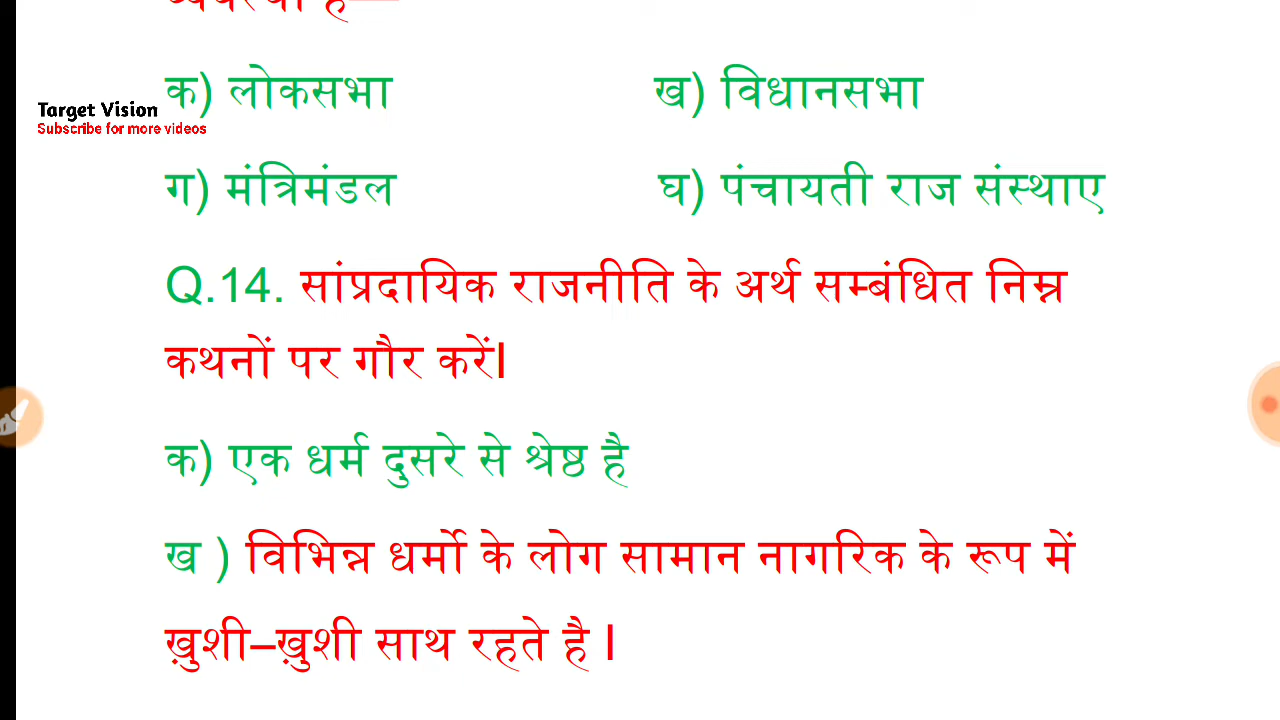 क) लोकसभा ख) विधानसभा
Target Vision
Subscribe for more videos
ग) मंत्रिमंडल घ) पंचायती राज संस्थाए
Q.14. सांप्रदायिक राजनीति के अर्थ सम्बंधित निम्न
कथनों पर गौर करें।
क) एक धर्म दुसरे से श्रेष्ठ है
ख ) विभिन्न धर्मो के लोग सामान नागरिक के रूप में
ख़ुशी–ख़ुशी साथ रहते है ।